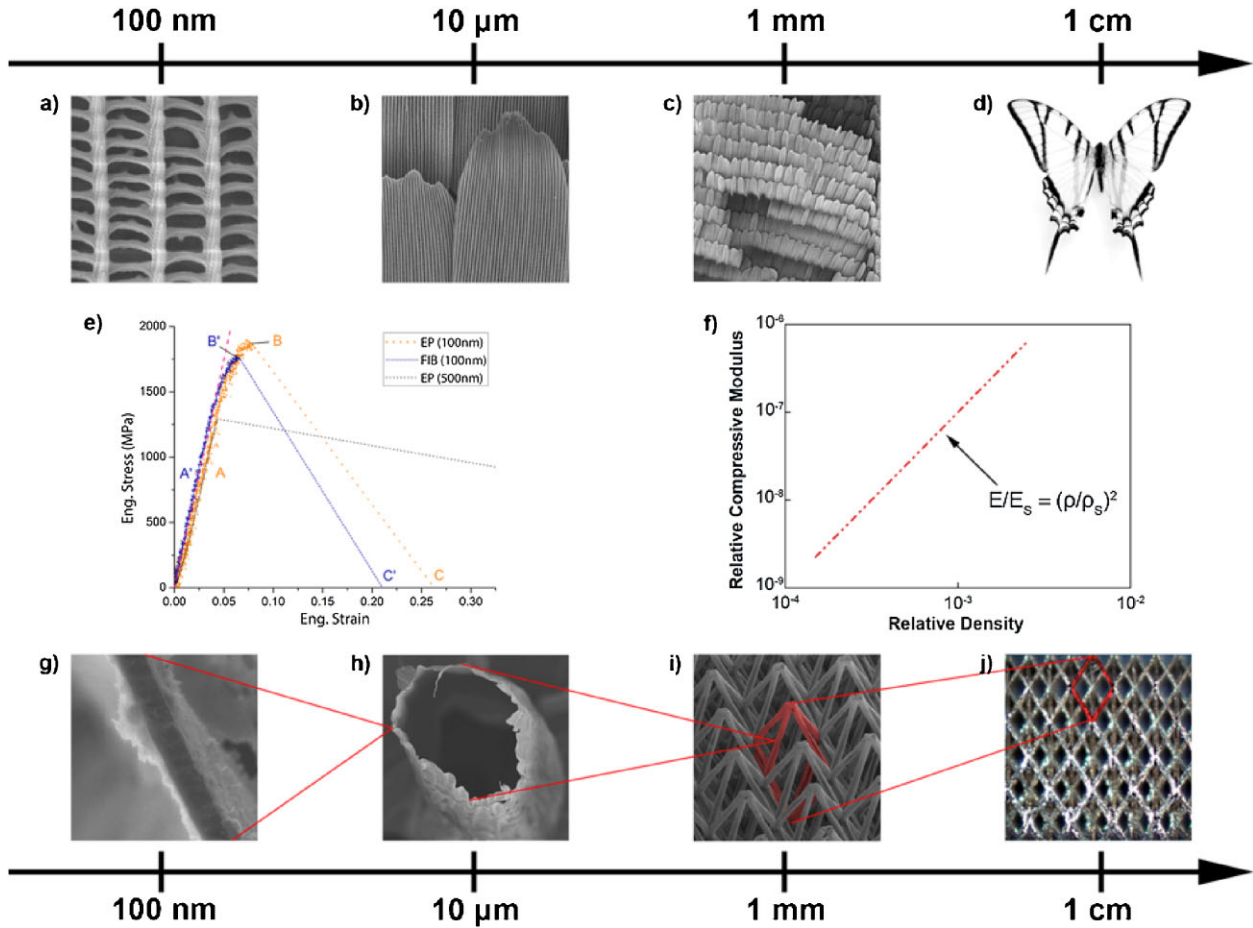 100 nm 10 µm 1 mm 1 cm
a) b) c) d)
e)
Eng. Stress (MPa)
2000
1500
1000
500
0
0.00 0.05 0.10 0.15 0.20 0.25 0.30
Eng. Strain
B' B
A' A
C' C
EP (100nm)
FIB (100nm)
EP (500nm)
f)
Relative Compressive Modulus
10-6
10-7
10-8
10-9
10-4 10-3 10-2
Relative Density
E/Es = (ρ/ρs)2
g) h) i) j)
100 nm 10 µm 1 mm 1 cm